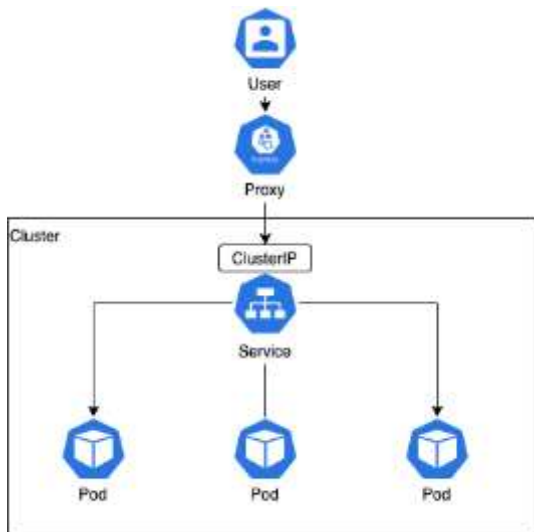 User
Proxy
Cluster
ClusterIP
Service
Pod Pod Pod